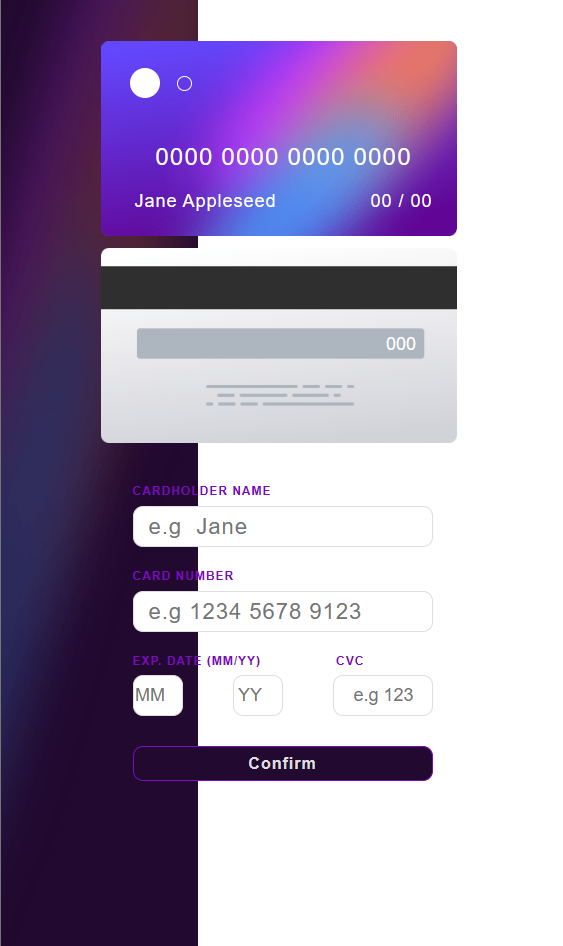 0000 0000 0000 0000
Jane Appleseed 00 / 00
000
CARDHOLDER NAME
e.g  Jane
CARD NUMBER
e.g 1234 5678 9123
EXP. DATE (MM/YY) CVC
MM YY e.g 123
Confirm